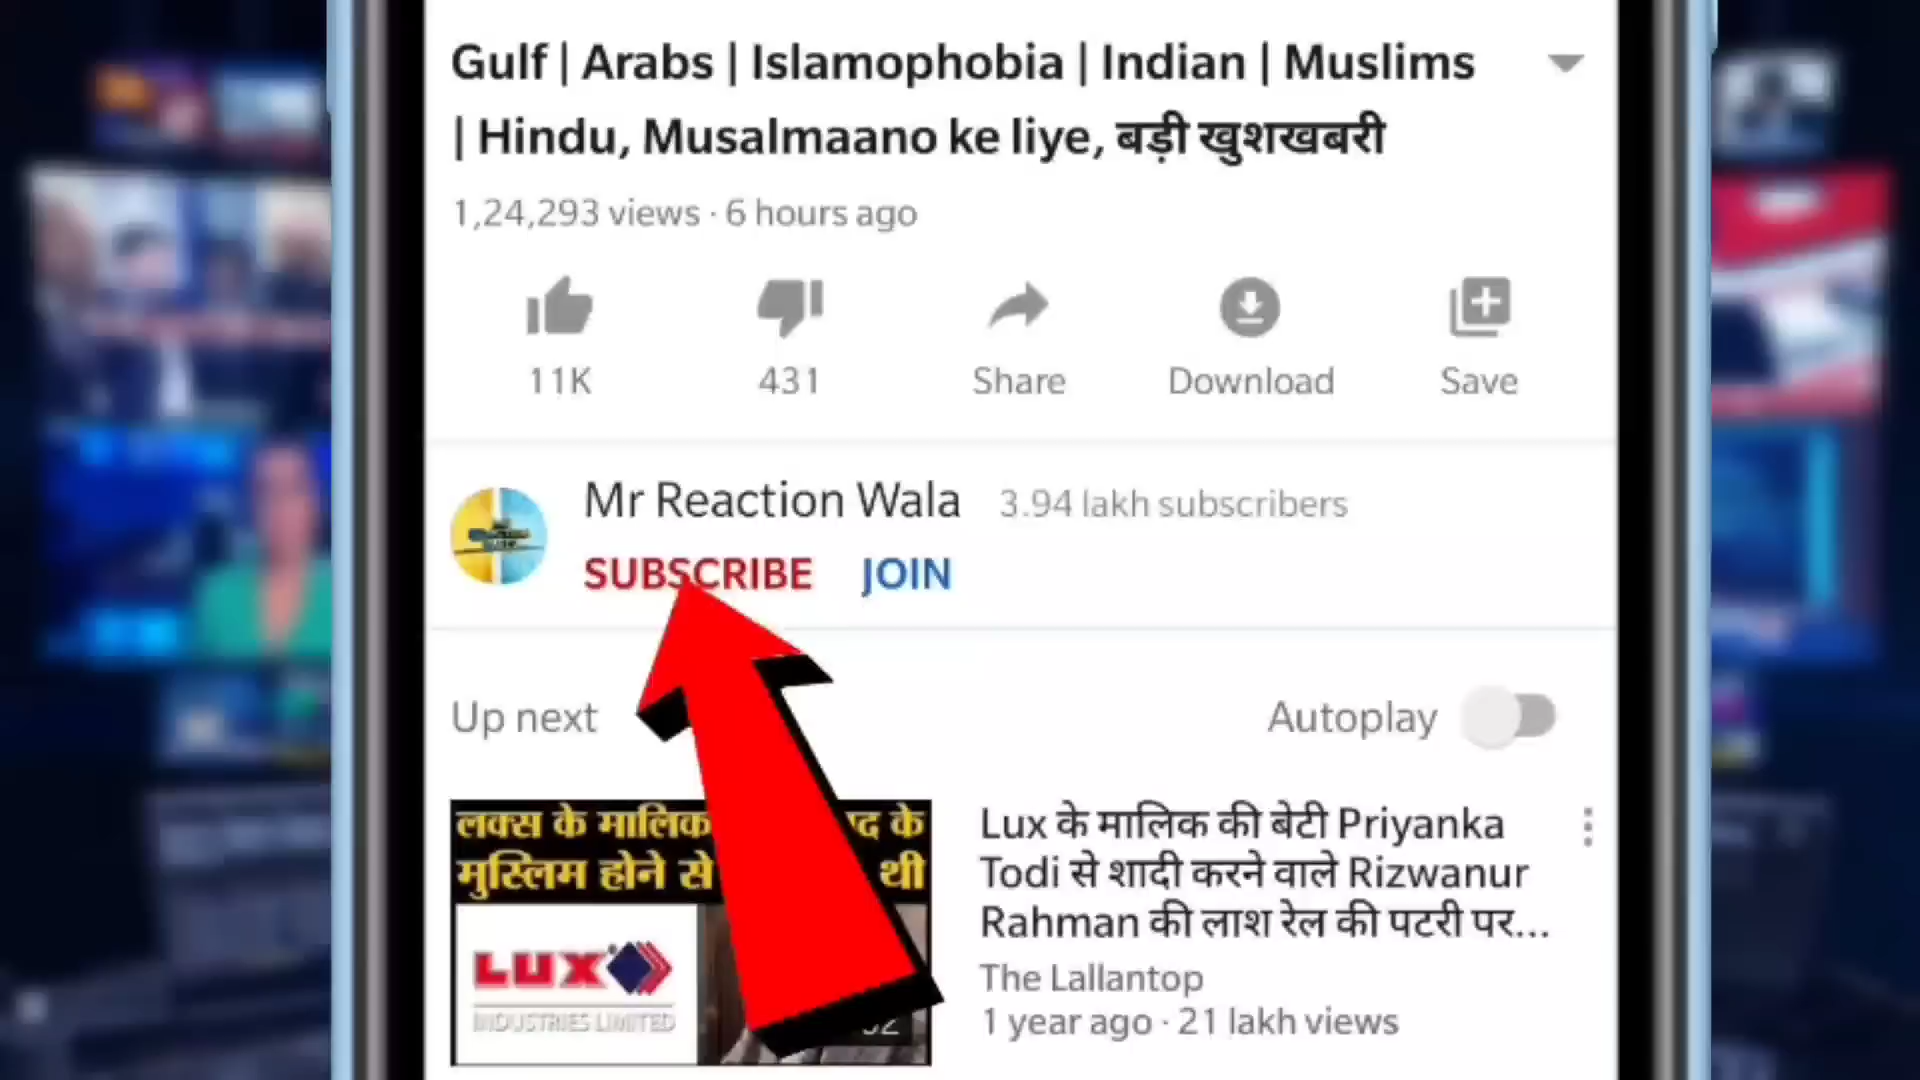 Gulf | Arabs | Islamophobia | Indian | Muslims
| Hindu, Musalmaano ke liye, बड़ी खुशखबरी
1,24,293 views · 6 hours ago
11K
431
Share
Download
Save
Mr Reaction Wala
3.94 lakh subscribers
SUBSCRIBE
JOIN
Up next
Autoplay
लक्स के मालिक के
मुस्लिम होने से थी
LUX
INDUSTRIES LIMITED
Lux के मालिक की बेटी Priyanka
Todi से शादी करने वाले Rizwanur
Rahman की लाश रेल की पटरी पर...
The Lallantop
1 year ago · 21 lakh views